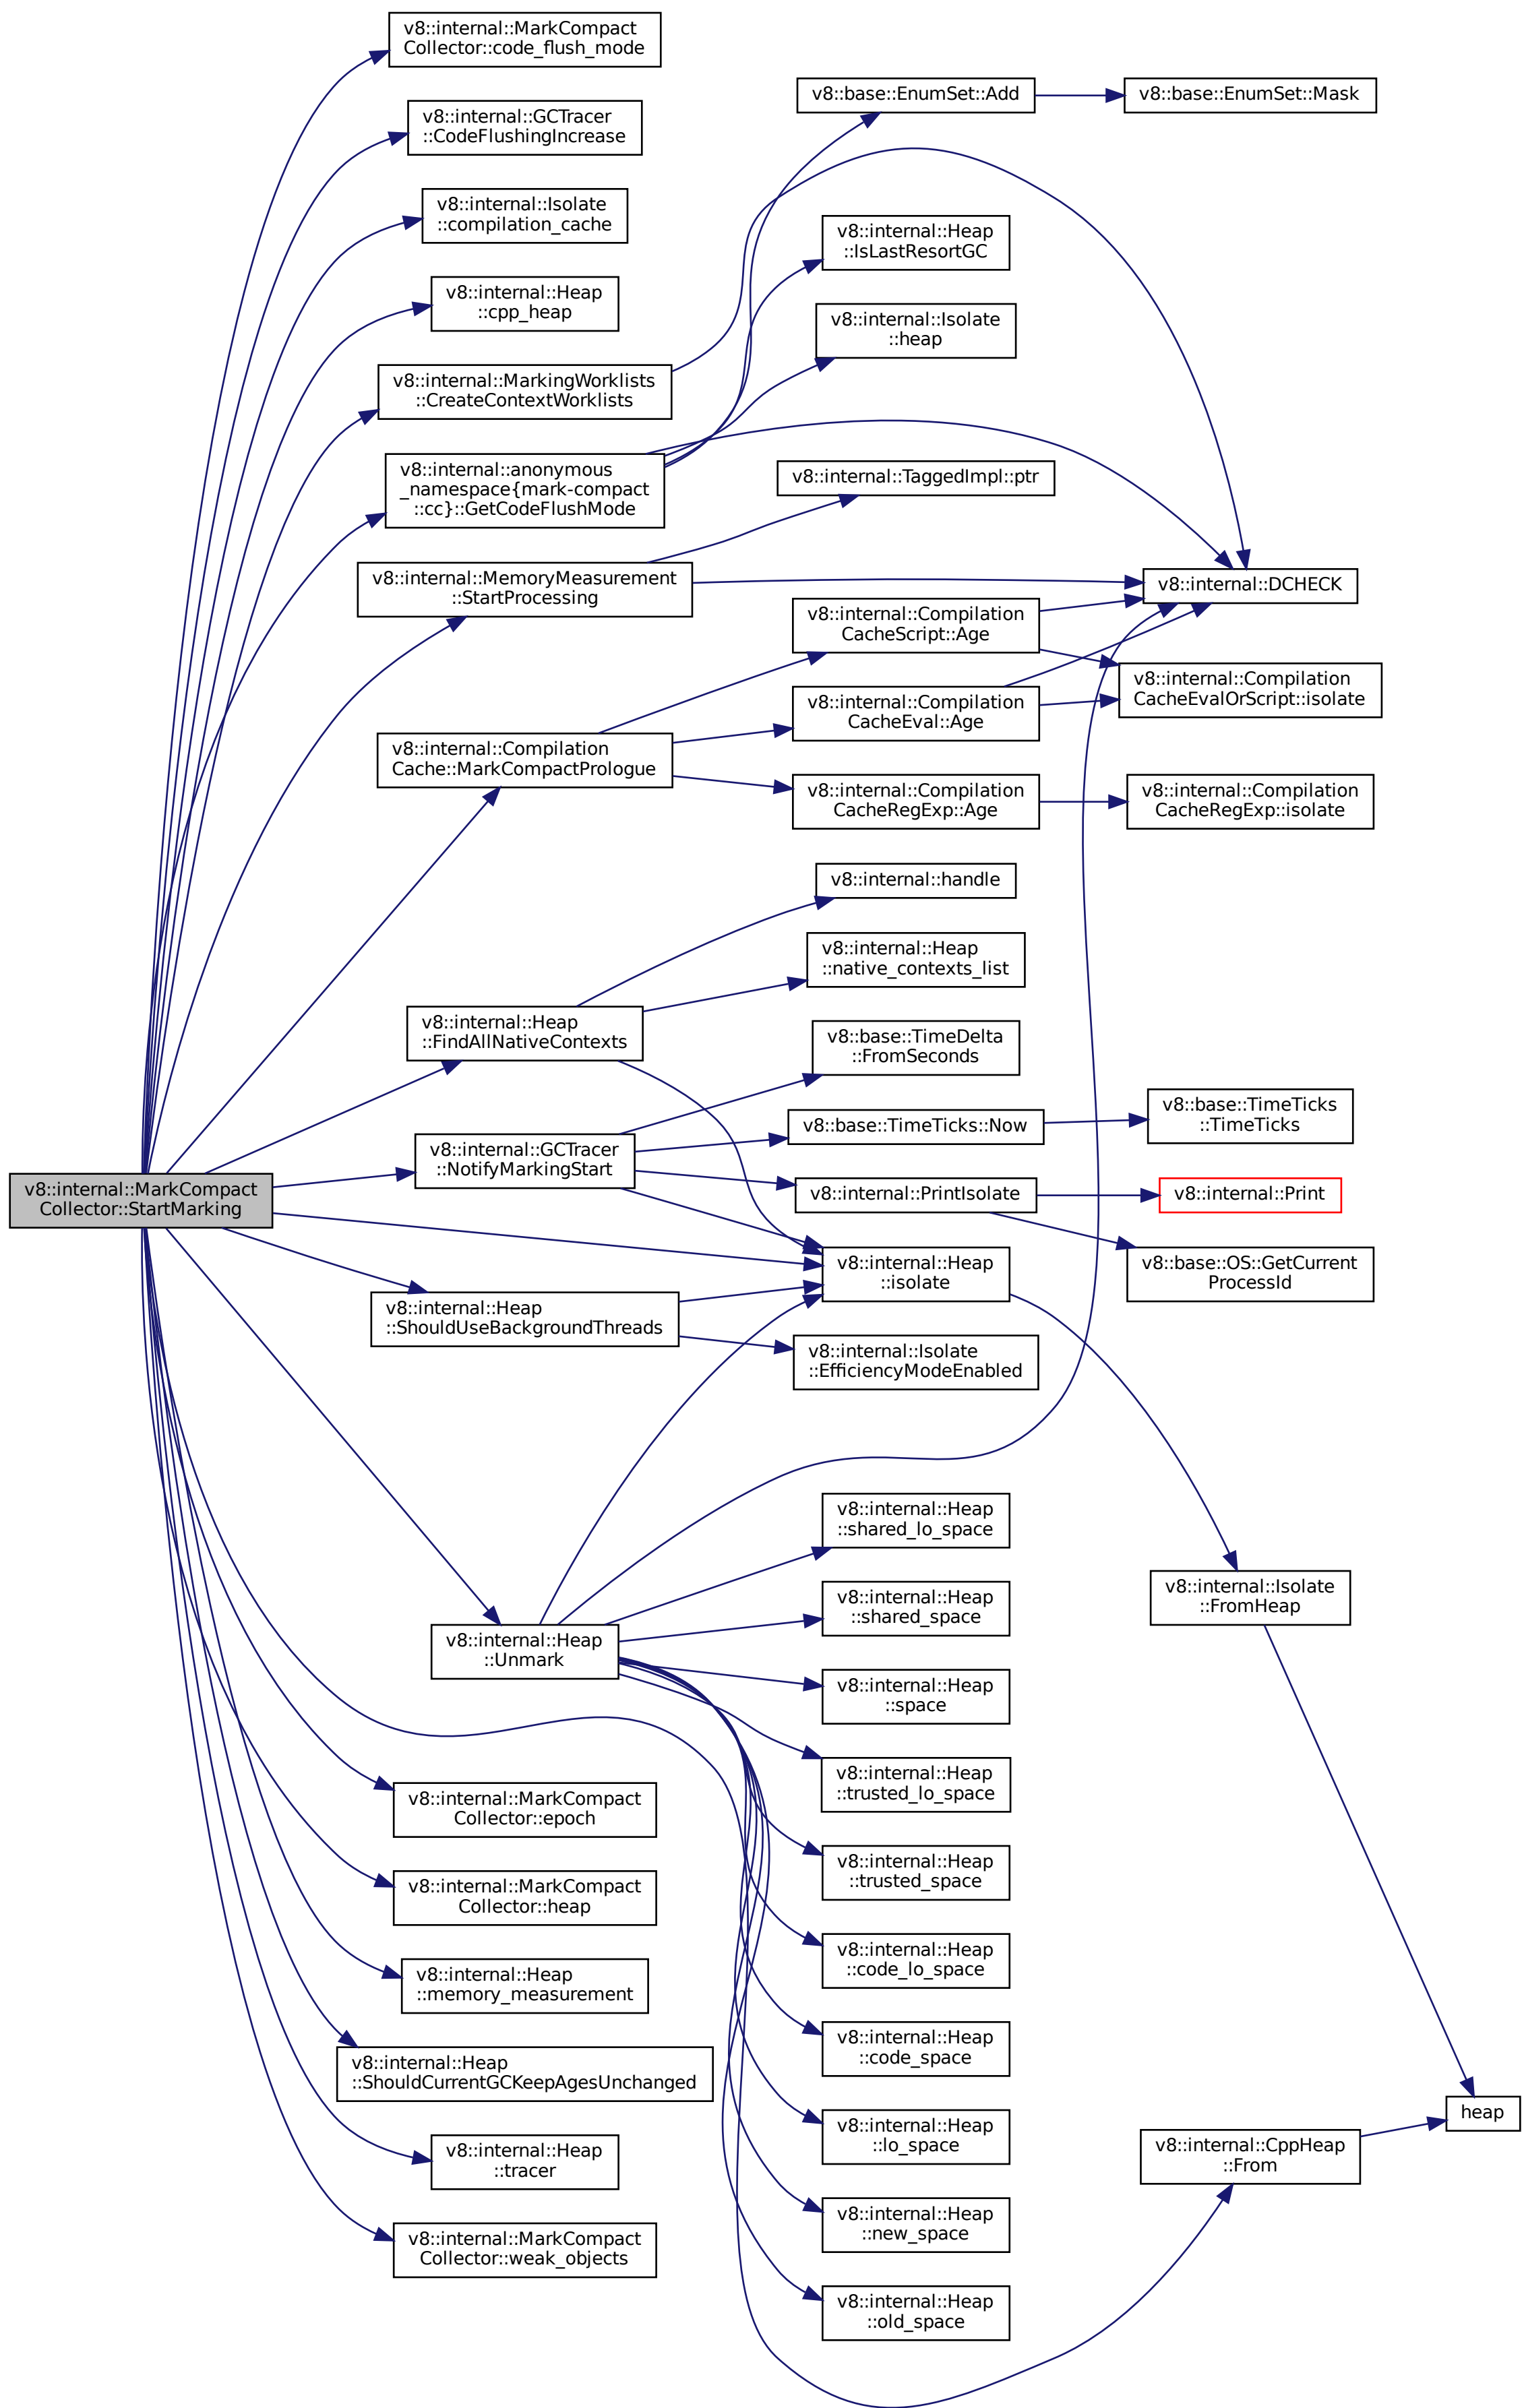 v8::internal::MarkCompact
Collector::StartMarking
v8::internal::MarkCompact
Collector::code_flush_mode
v8::internal::GCTracer
::CodeFlushingIncrease
v8::internal::Isolate
::compilation_cache
v8::internal::Heap
::cpp_heap
v8::internal::MarkingWorklists
::CreateContextWorklists
v8::internal::anonymous
_namespace{mark-compact
::cc}::GetCodeFlushMode
v8::internal::MemoryMeasurement
::StartProcessing
v8::internal::Compilation
Cache::MarkCompactPrologue
v8::internal::Heap
::FindAllNativeContexts
v8::internal::GCTracer
::NotifyMarkingStart
v8::internal::Heap
::ShouldUseBackgroundThreads
v8::internal::Heap
::Unmark
v8::internal::MarkCompact
Collector::epoch
v8::internal::MarkCompact
Collector::heap
v8::internal::Heap
::memory_measurement
v8::internal::Heap
::ShouldCurrentGCKeepAgesUnchanged
v8::internal::Heap
::tracer
v8::internal::MarkCompact
Collector::weak_objects
v8::base::EnumSet::Add
v8::internal::Heap
::IsLastResortGC
v8::internal::Isolate
::heap
v8::internal::TaggedImpl::ptr
v8::internal::Compilation
CacheScript::Age
v8::internal::Compilation
CacheEval::Age
v8::internal::Compilation
CacheRegExp::Age
v8::internal::handle
v8::internal::Heap
::native_contexts_list
v8::base::TimeDelta
::FromSeconds
v8::base::TimeTicks::Now
v8::internal::PrintIsolate
v8::internal::Heap
::isolate
v8::internal::Isolate
::EfficiencyModeEnabled
v8::internal::Heap
::shared_lo_space
v8::internal::Heap
::shared_space
v8::internal::Heap
::space
v8::internal::Heap
::trusted_lo_space
v8::internal::Heap
::trusted_space
v8::internal::Heap
::code_lo_space
v8::internal::Heap
::code_space
v8::internal::Heap
::lo_space
v8::internal::Heap
::new_space
v8::internal::Heap
::old_space
v8::base::EnumSet::Mask
v8::internal::DCHECK
v8::internal::Compilation
CacheEvalOrScript::isolate
v8::internal::Compilation
CacheRegExp::isolate
v8::base::TimeTicks
::TimeTicks
v8::internal::Print
v8::base::OS::GetCurrent
ProcessId
v8::internal::Isolate
::FromHeap
v8::internal::CppHeap
::From
heap